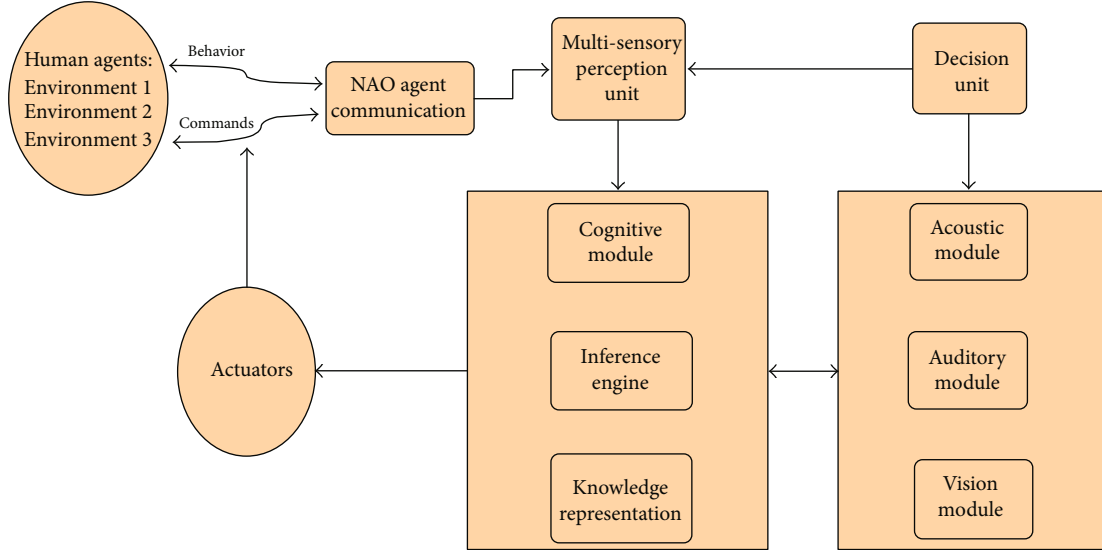 Human agents:
Environment 1
Environment 2
Environment 3
Behavior
Commands
NAO agent
communication
Multi-sensory
perception
unit
Decision
unit
Cognitive
module
Acoustic
module
Actuators
Inference
engine
Auditory
module
Knowledge
representation
Vision
module